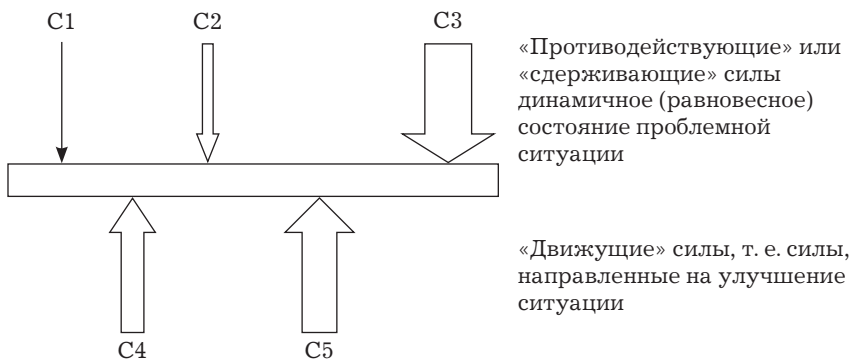 С1 С2 С3
«Противодействующие» или
«сдерживающие» силы
динамичное (равновесное)
состояние проблемной
ситуации
«Движущие» силы, т. е. силы,
направленные на улучшение
ситуации
С4 С5